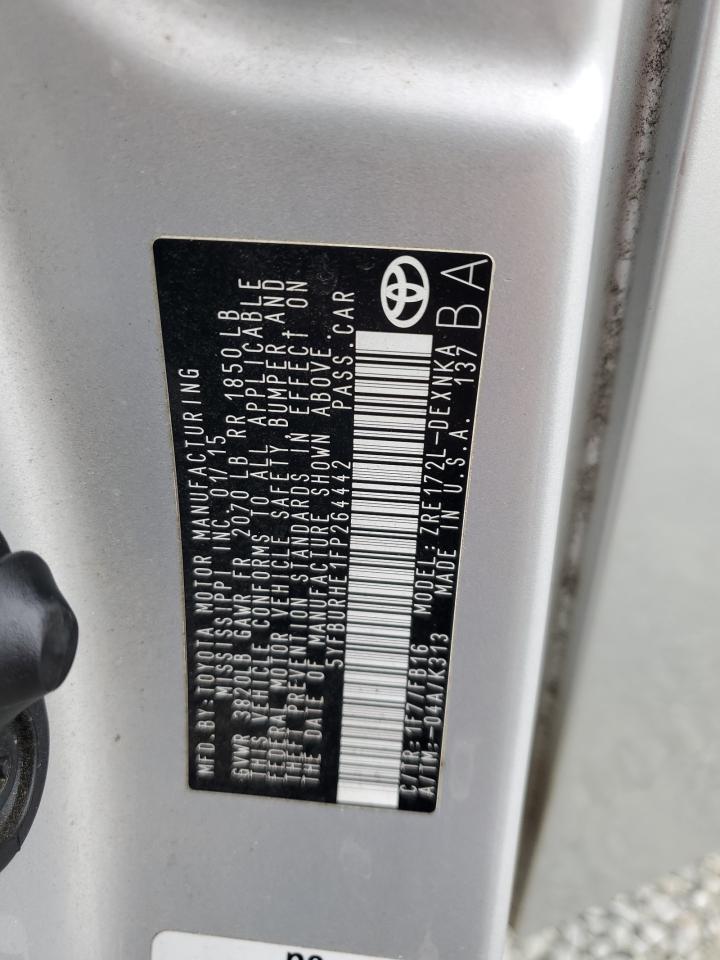 MFD. BY: TOYOTA MOTOR MANUFACTURING
MISSISSIPPI INC. 01/15
GVWR 3820LB GAWR FR 2070 LB RR 1850 LB
THIS VEHICLE CONFORMS TO ALL APPLICABLE
FEDERAL MOTOR VEHICLE SAFETY, BUMPER AND
THEFT PREVENTION STANDARDS IN EFFECT ON
THE DATE OF MANUFACTURE SHOWN ABOVE.
5YFBURHE1FP264442 PASS. CAR
C/TR: 1F7/FB16 MODEL: ZRE172L-DEXNKA
A/TM:-04A/K313 MADE IN U.S.A. 137
BA